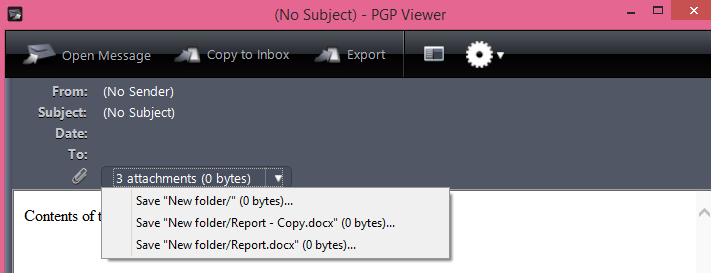 (No Subject) - PGP Viewer
Open Message Copy to Inbox Export
From: (No Sender)
Subject: (No Subject)
Date:
To:
3 attachments (0 bytes)
Save "New folder/" (0 bytes)...
Contents of t
Save "New folder/Report - Copy.docx" (0 bytes)...
Save "New folder/Report.docx" (0 bytes)...